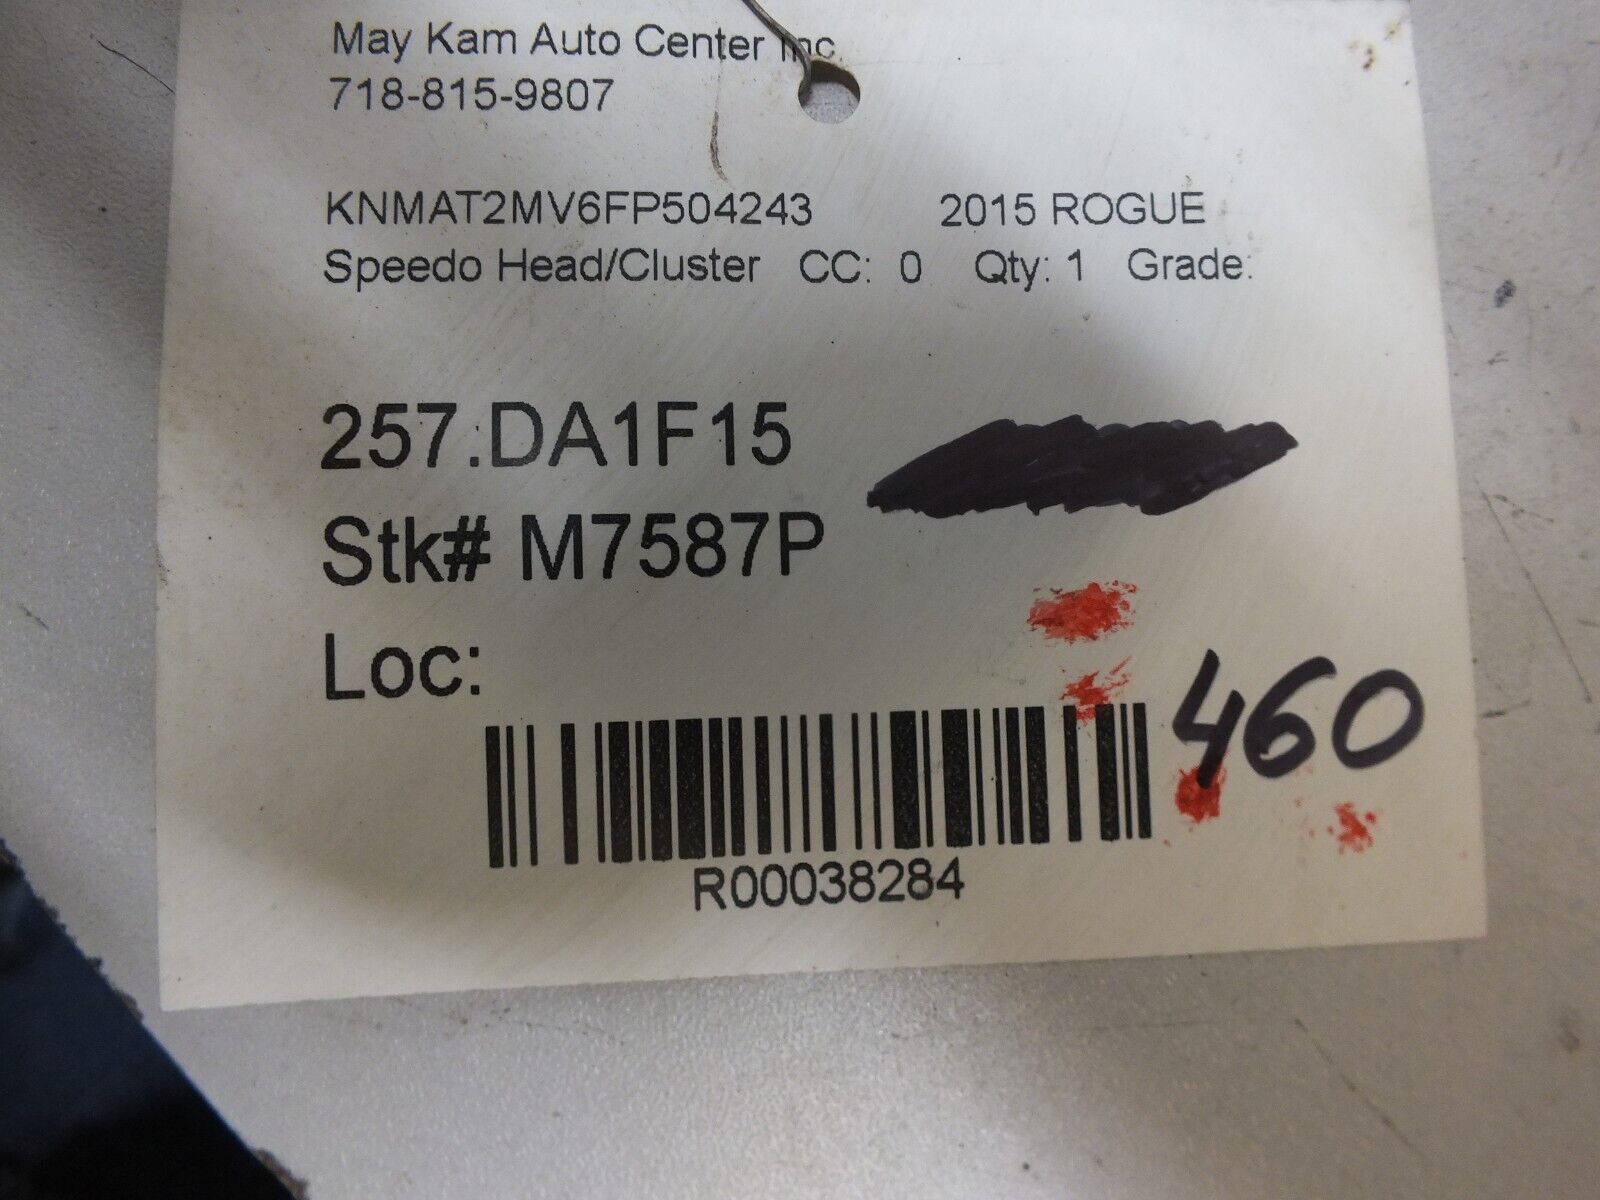 May Kam Auto Center Inc.
718-815-9807
KNMAT2MV6FP504243 2015 ROGUE
Speedo Head/Cluster CC: 0 Qty: 1 Grade:
257.DA1F15
Stk# M7587P
Loc:
460
R00038284